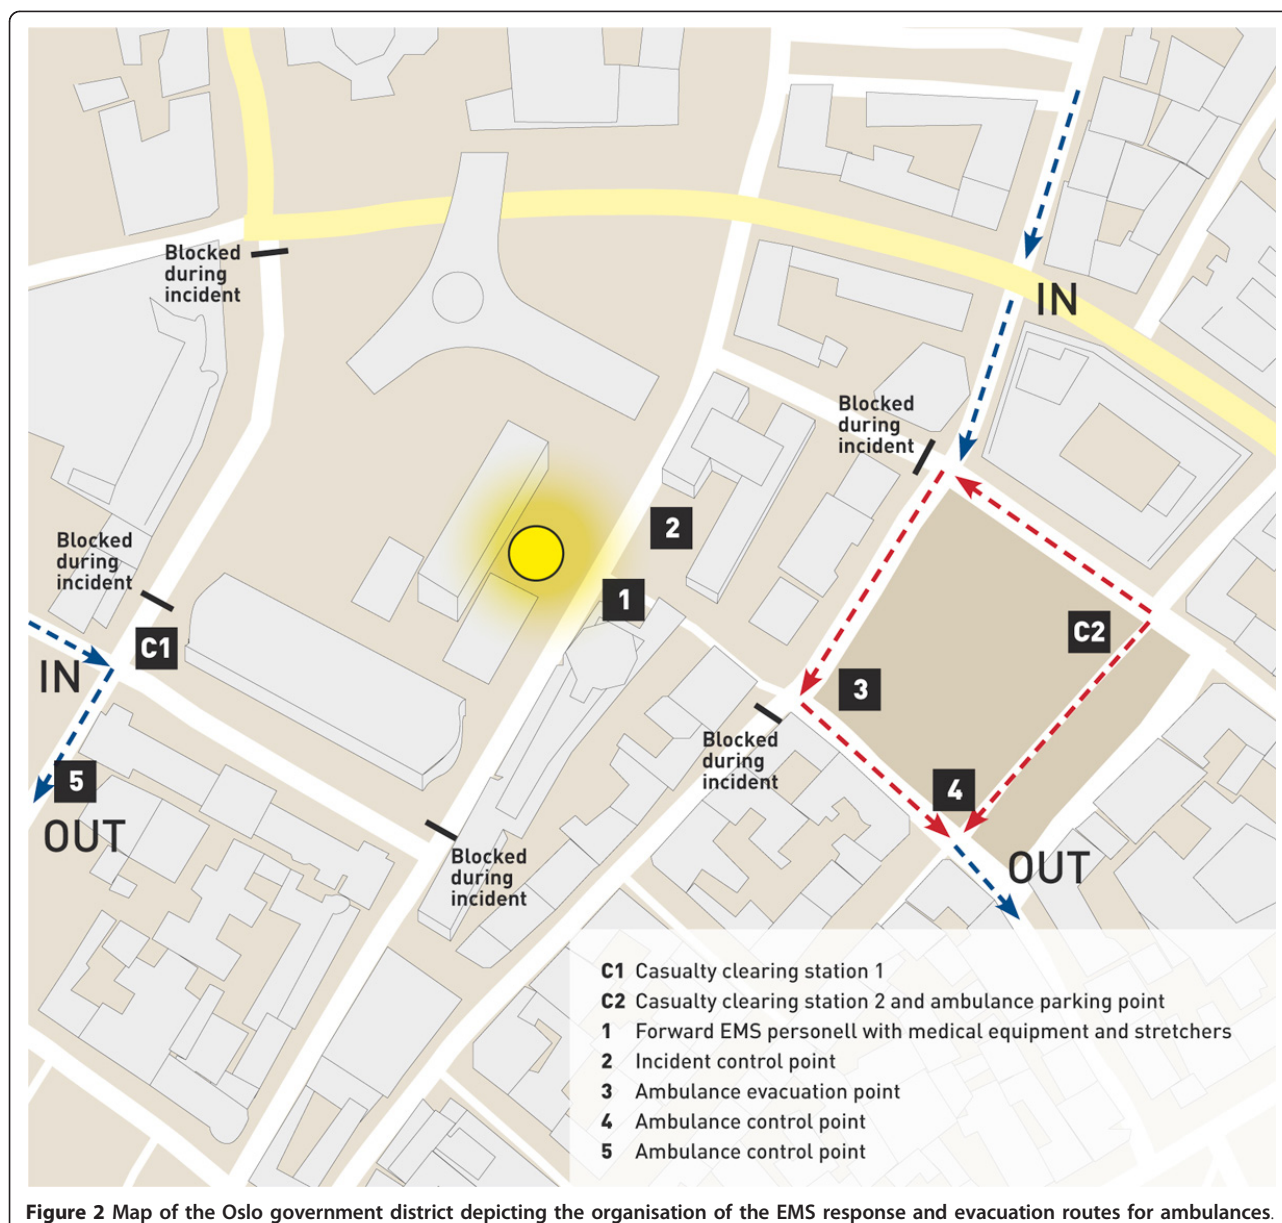 IN
Blocked
during
incident
Blocked
during
incident
2
Blocked
during
incident
1
C2
C1
IN
3
Blocked
during
incident
5
4
OUT
OUT
Blocked
during
incident
C1 Casualty clearing station 1
C2 Casualty clearing station 2 and ambulance parking point
1 Forward EMS personell with medical equipment and stretchers
2 Incident control point
3 Ambulance evacuation point
4 Ambulance control point
5 Ambulance control point
Figure 2 Map of the Oslo government district depicting the organisation of the EMS response and evacuation routes for ambulances.